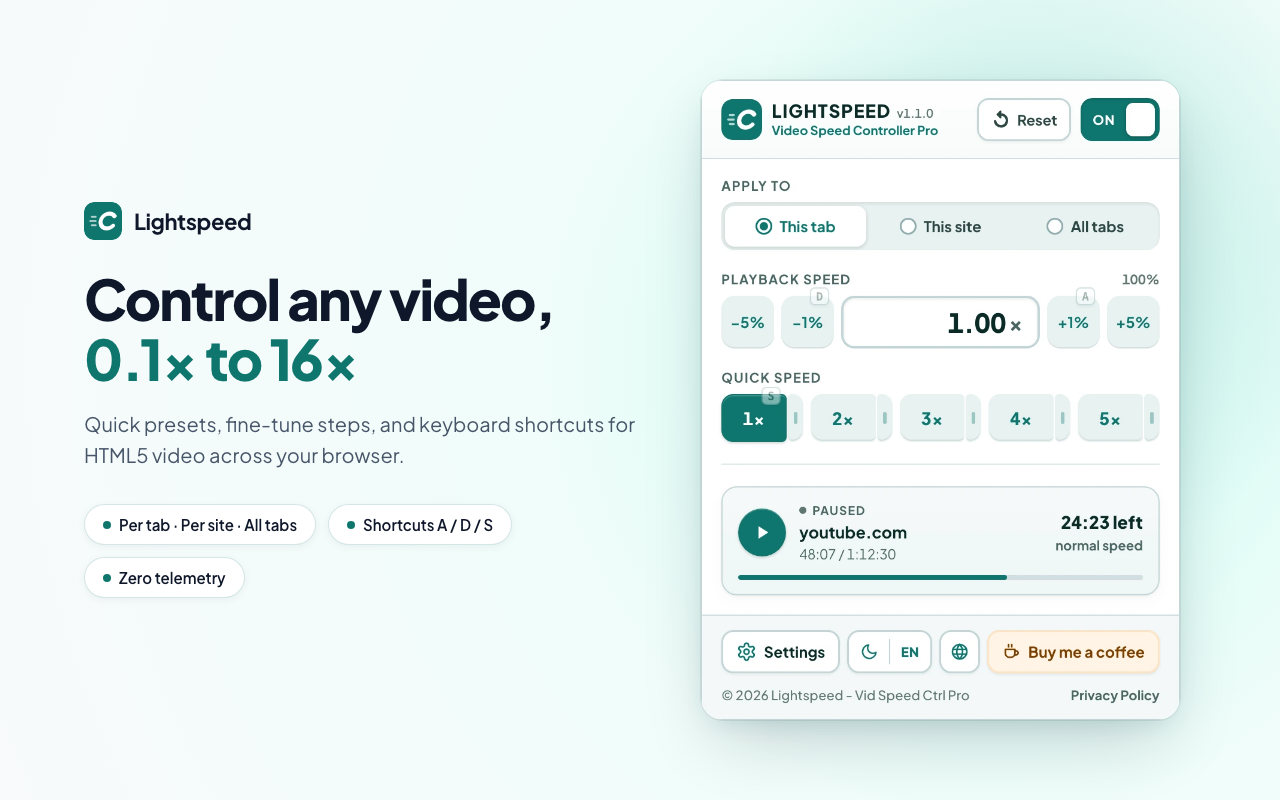 Lightspeed
Control any video,
0.1× to 16×
Quick presets, fine-tune steps, and keyboard shortcuts for
HTML5 video across your browser.
Per tab · Per site · All tabs
Shortcuts A / D / S
Zero telemetry
C
LIGHTSPEED v1.1.0
Video Speed Controller Pro
Reset
ON
APPLY TO
This tab
This site
All tabs
PLAYBACK SPEED
100%
−5%
−1%
D
1.00 ×
+1%
A
+5%
QUICK SPEED
1×
S
2×
3×
4×
5×
PAUSED
youtube.com
48:07 / 1:12:30
24:23 left
normal speed
Settings
EN
Buy me a coffee
© 2026 Lightspeed - Vid Speed Ctrl Pro
Privacy Policy